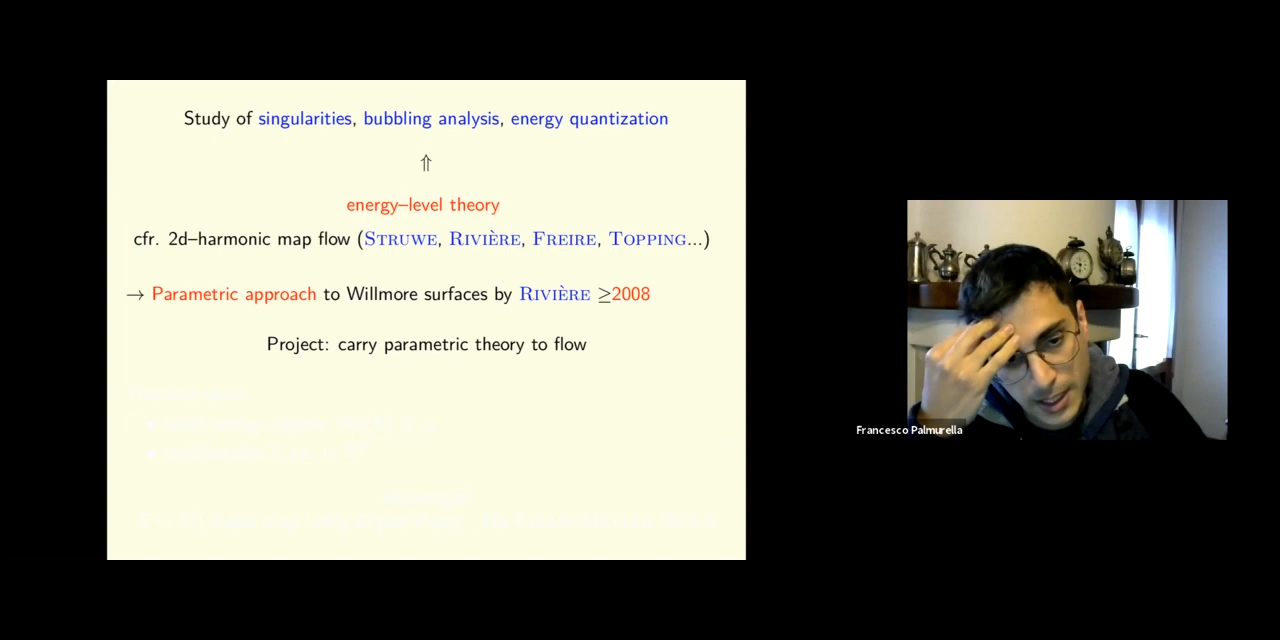 Study of singularities, bubbling analysis, energy quantization
⇑
energy–level theory
cfr. 2d–harmonic map flow (STRUWE, RIVIÈRE, FREIRE, TOPPING...)
→ Parametric approach to Willmore surfaces by RIVIÈRE ≥2008
Project: carry parametric theory to flow
Francesco Palmurella